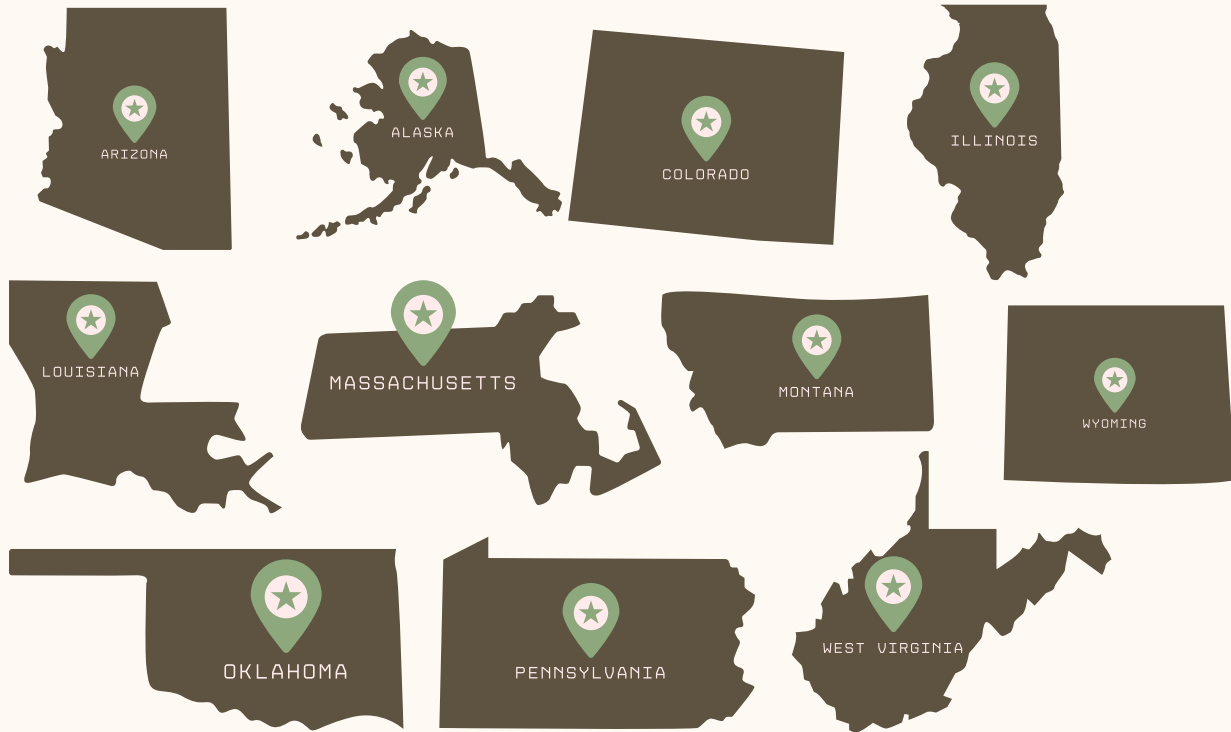 ARIZONA
ALASKA
COLORADO
ILLINOIS
LOUISIANA
MASSACHUSETTS
MONTANA
WYOMING
OKLAHOMA
PENNSYLVANIA
WEST VIRGINIA